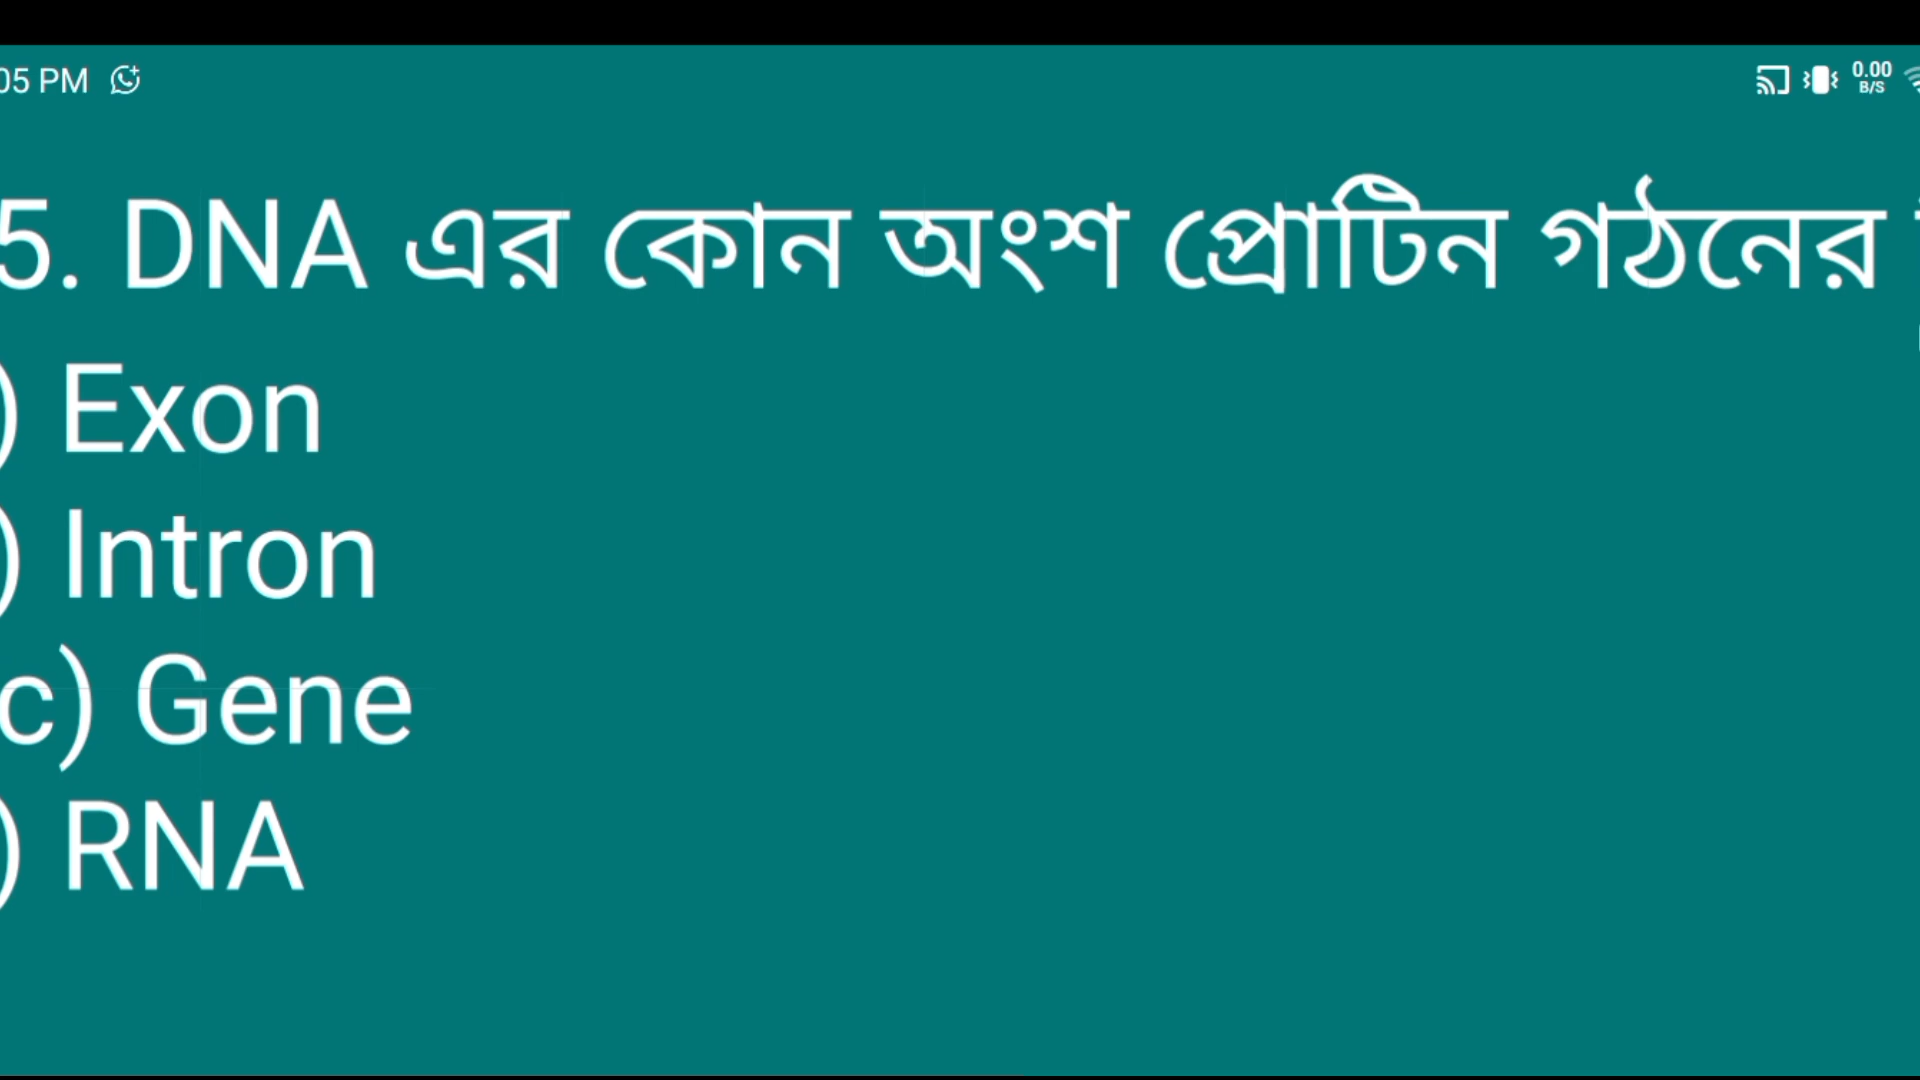 05 PM 0.00 B/S
5. DNA এর কোন অংশ প্রোটিন গঠনের
) Exon
) Intron
c) Gene
) RNA